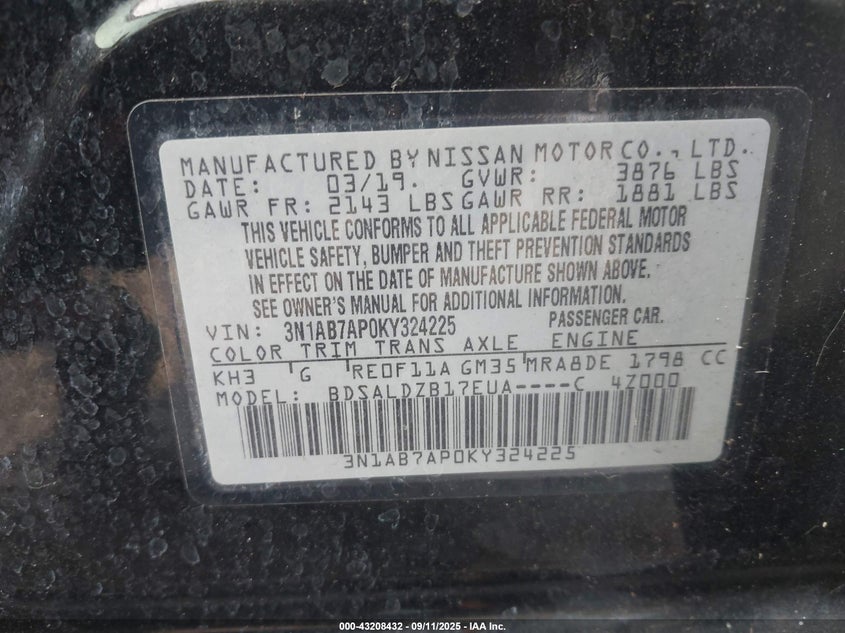 MANUFACTURED BY NISSAN MOTOR CO., LTD.
DATE: 03/19. GVWR: 3876 LBS
GAWR FR: 2143 LBS GAWR RR: 1881 LBS
THIS VEHICLE CONFORMS TO ALL APPLICABLE FEDERAL MOTOR
VEHICLE SAFETY, BUMPER AND THEFT PREVENTION STANDARDS
IN EFFECT ON THE DATE OF MANUFACTURE SHOWN ABOVE.
SEE OWNER'S MANUAL FOR ADDITIONAL INFORMATION.
VIN: 3N1AB7AP0KY324225 PASSENGER CAR.
COLOR TRIM TRANS AXLE ENGINE
KH3 G RE0F11A GM35 MRA8DE 1798 CC
MODEL: BDSALDZB17EUA----C 4Z000
3N1AB7AP0KY324225
000-43208432 - 09/11/2025 - IAA Inc.